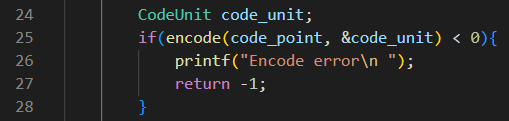 24 CodeUnit code_unit;
25 if(encode(code_point, &code_unit) < 0){
26 printf("Encode error\n ");
27 return -1;
28 }